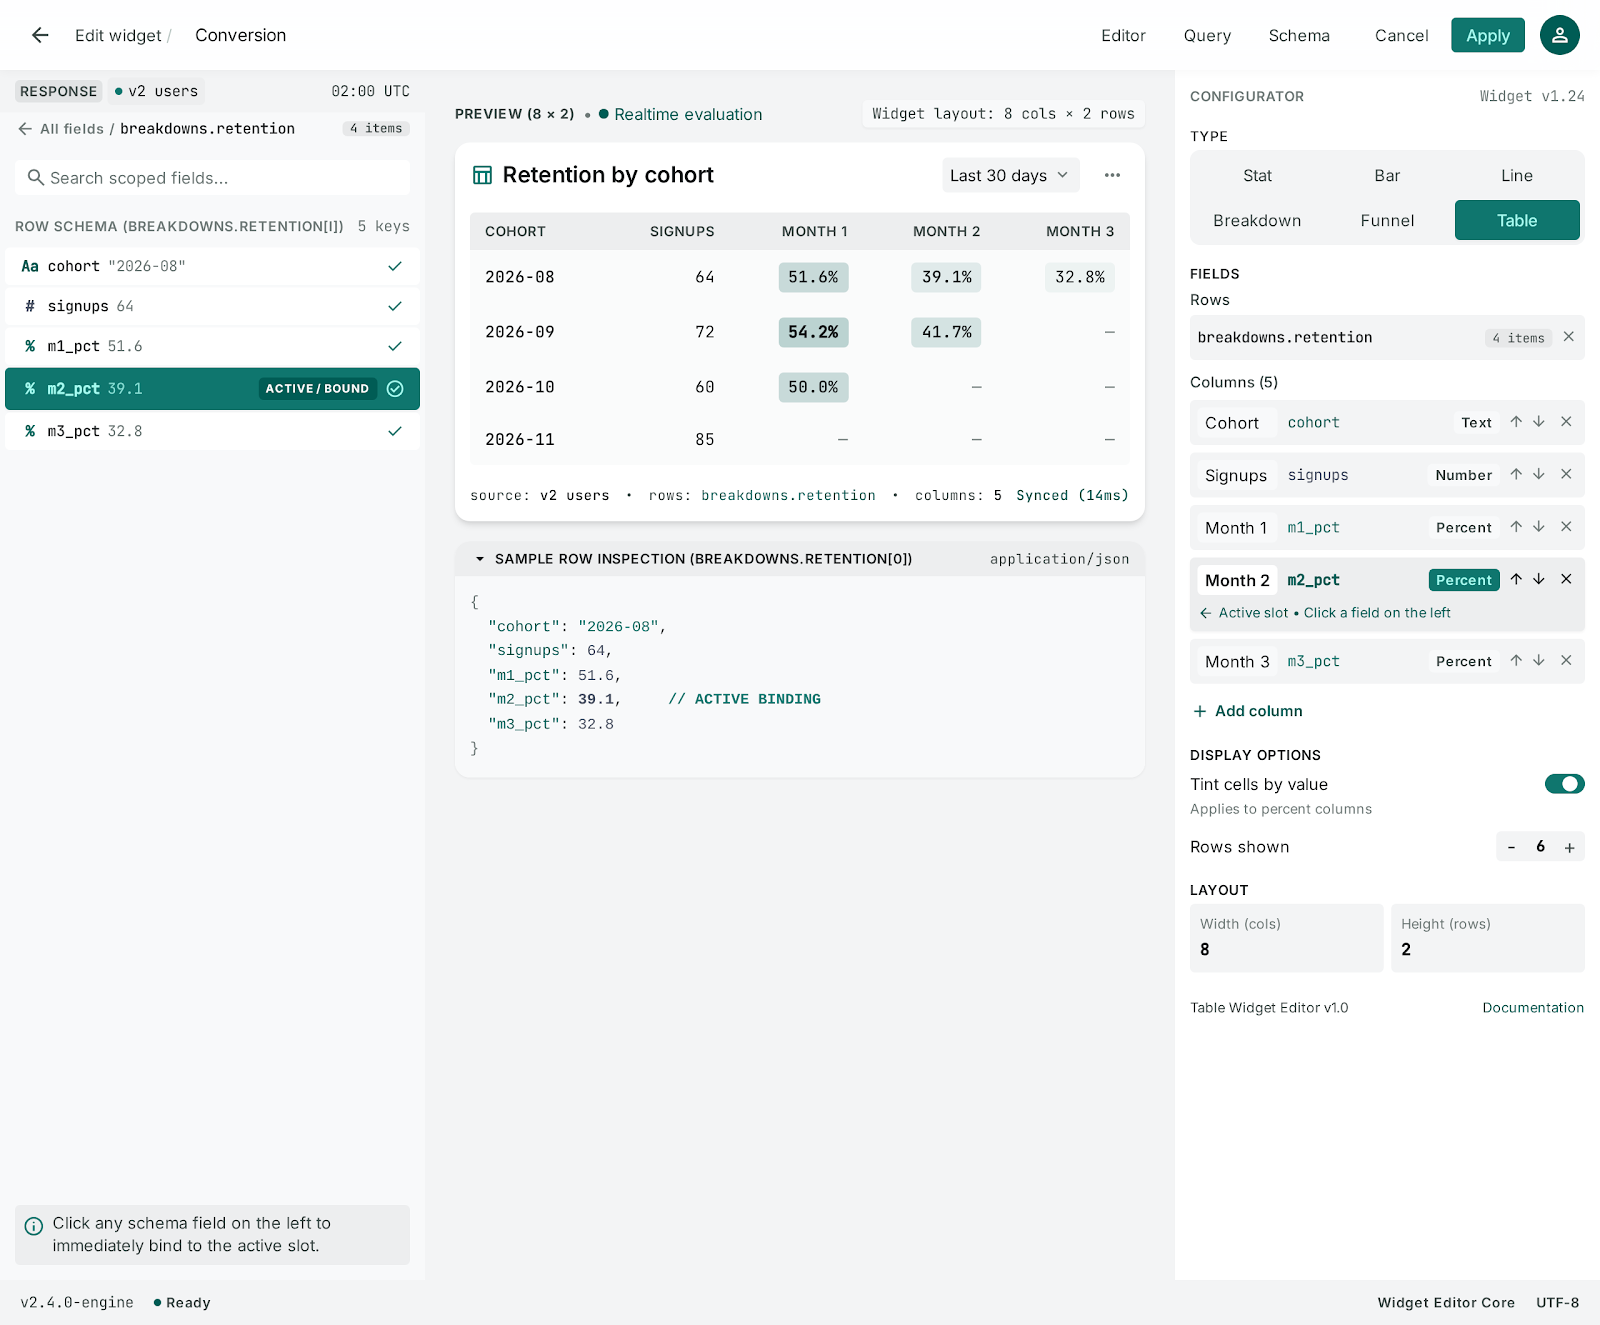 Edit widget / Conversion
Editor Query Schema Cancel Apply
RESPONSE v2 users 02:00 UTC
All fields / breakdowns.retention 4 items
Search scoped fields...
ROW SCHEMA (BREAKDOWNS.RETENTION[I]) 5 keys
Aa cohort "2026-08"
# signups 64
% m1_pct 51.6
% m2_pct 39.1 ACTIVE / BOUND
% m3_pct 32.8
Click any schema field on the left to
immediately bind to the active slot.
PREVIEW (8 × 2) • Realtime evaluation Widget layout: 8 cols × 2 rows
Retention by cohort Last 30 days
COHORT SIGNUPS MONTH 1 MONTH 2 MONTH 3
2026-08 64 51.6% 39.1% 32.8%
2026-09 72 54.2% 41.7% —
2026-10 60 50.0% — —
2026-11 85 — — —
source: v2 users • rows: breakdowns.retention • columns: 5 Synced (14ms)
SAMPLE ROW INSPECTION (BREAKDOWNS.RETENTION[0]) application/json
{
"cohort": "2026-08",
"signups": 64,
"m1_pct": 51.6,
"m2_pct": 39.1, // ACTIVE BINDING
"m3_pct": 32.8
}
CONFIGURATOR Widget v1.24
TYPE
Stat Bar Line
Breakdown Funnel Table
FIELDS
Rows
breakdowns.retention 4 items
Columns (5)
Cohort cohort Text
Signups signups Number
Month 1 m1_pct Percent
Month 2 m2_pct Percent
Active slot • Click a field on the left
Month 3 m3_pct Percent
+ Add column
DISPLAY OPTIONS
Tint cells by value
Applies to percent columns
Rows shown - 6 +
LAYOUT
Width (cols) Height (rows)
8 2
Table Widget Editor v1.0 Documentation
v2.4.0-engine Ready Widget Editor Core UTF-8